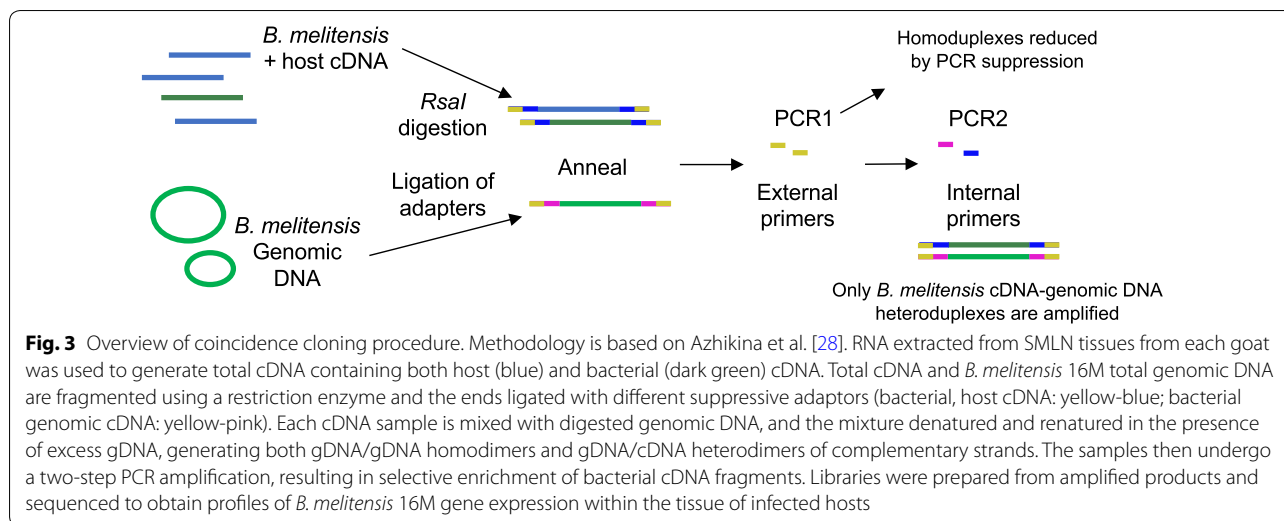 B. melitensis
+ host cDNA
RsaI
digestion
Ligation of
adapters
B. melitensis
Genomic
DNA
Anneal
Homoduplexes reduced
by PCR suppression
PCR1
External
primers
PCR2
Internal
primers
Only B. melitensis cDNA-genomic DNA
heteroduplexes are amplified
Fig. 3 Overview of coincidence cloning procedure. Methodology is based on Azhikina et al. [28]. RNA extracted from SMLN tissues from each goat
was used to generate total cDNA containing both host (blue) and bacterial (dark green) cDNA. Total cDNA and B. melitensis 16M total genomic DNA
are fragmented using a restriction enzyme and the ends ligated with different suppressive adaptors (bacterial, host cDNA: yellow-blue; bacterial
genomic cDNA: yellow-pink). Each cDNA sample is mixed with digested genomic DNA, and the mixture denatured and renatured in the presence
of excess gDNA, generating both gDNA/gDNA homodimers and gDNA/cDNA heterodimers of complementary strands. The samples then undergo
a two-step PCR amplification, resulting in selective enrichment of bacterial cDNA fragments. Libraries were prepared from amplified products and
sequenced to obtain profiles of B. melitensis 16M gene expression within the tissue of infected hosts